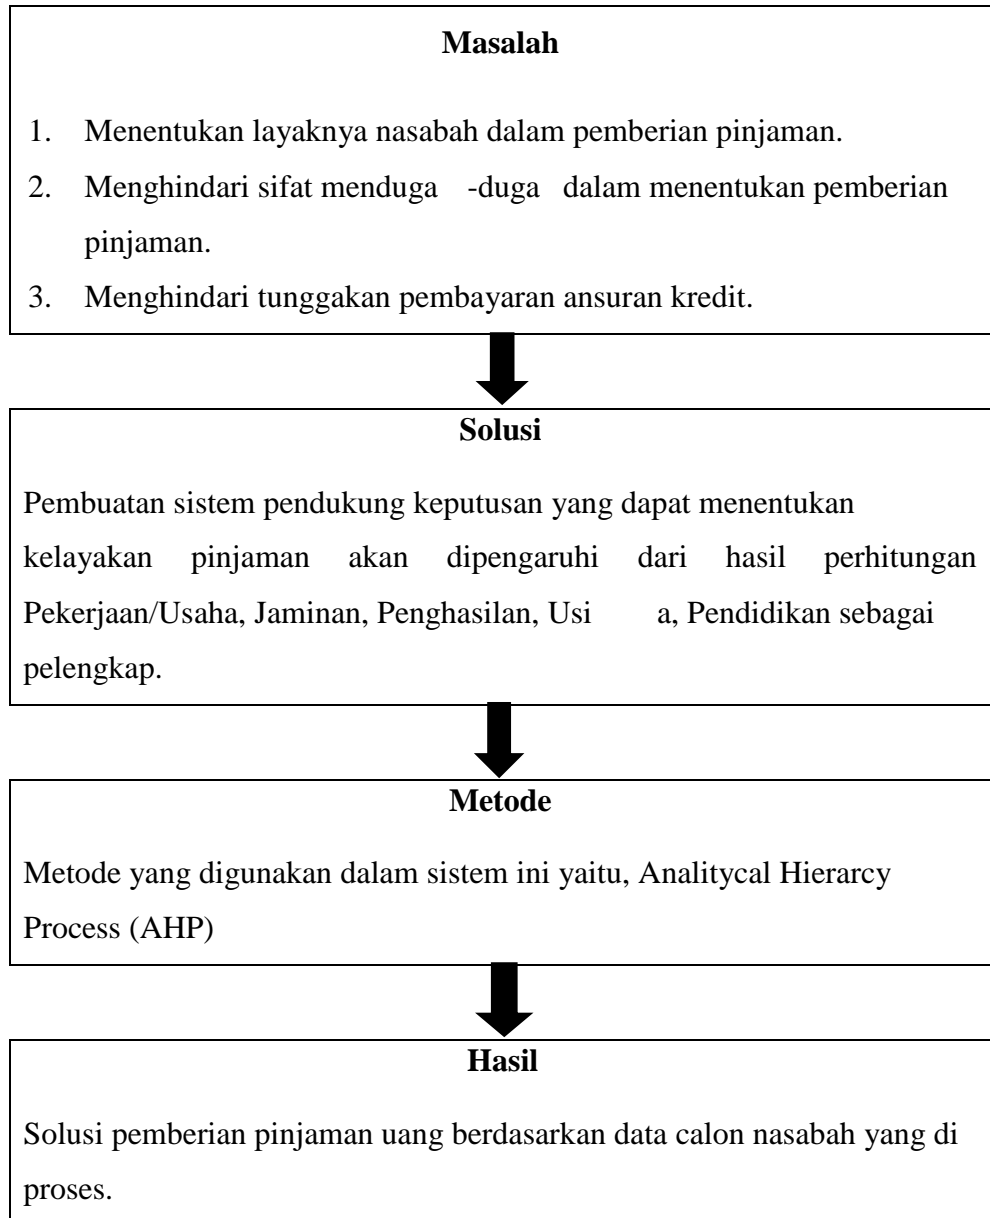 Masalah
1. Menentukan layaknya nasabah dalam pemberian pinjaman.
2. Menghindari sifat menduga -duga dalam menentukan pemberian
pinjaman.
3. Menghindari tunggakan pembayaran ansuran kredit.
Solusi
Pembuatan sistem pendukung keputusan yang dapat menentukan
kelayakan pinjaman akan dipengaruhi dari hasil perhitungan
Pekerjaan/Usaha, Jaminan, Penghasilan, Usi a, Pendidikan sebagai
pelengkap.
Metode
Metode yang digunakan dalam sistem ini yaitu, Analitycal Hierarcy
Process (AHP)
Hasil
Solusi pemberian pinjaman uang berdasarkan data calon nasabah yang di
proses.